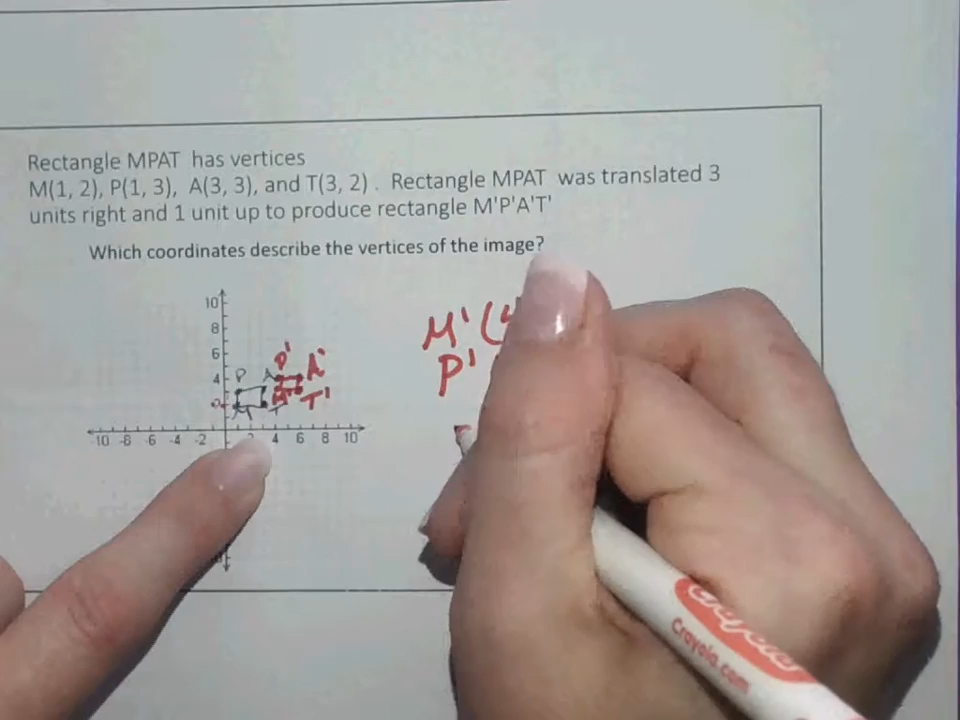 Rectangle MPAT has vertices
M(1, 2), P(1, 3), A(3, 3), and T(3, 2) . Rectangle MPAT was translated 3
units right and 1 unit up to produce rectangle M'P'A'T'
Which coordinates describe the vertices of the image?
10
8
6
4
P'
P
A
A'
M'
T'
M
T
-10 -8 -6 -4 -2
4 6 8 10
M' (
P'
Crayola
Crayola.com